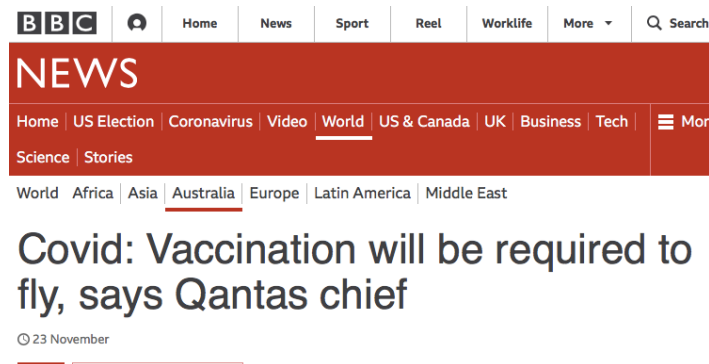 BBC Home News Sport Reel Worklife More Search
NEWS
Home US Election Coronavirus Video World US & Canada UK Business Tech Mor
Science Stories
World Africa Asia Australia Europe Latin America Middle East
Covid: Vaccination will be required to
fly, says Qantas chief
23 November